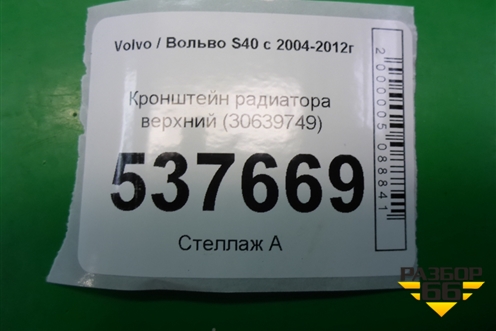 Volvo / Вольво S40 с 2004-2012г
Кронштейн радиатора
верхний (30639749)
537669
Стеллаж А
2000005088841
РАЗБОР
66